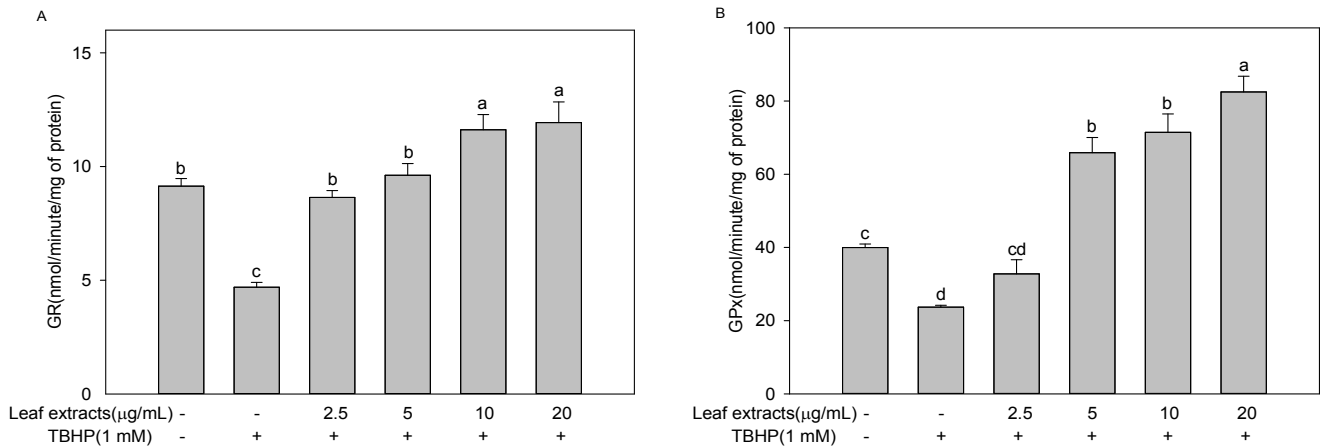 A
GR(nmol/minute/mg of protein)
15
10
5
0
b
c
b
b
a
a
Leaf extracts(μg/mL) - - 2.5 5 10 20
TBHP(1 mM) - + + + + +
B
GPx(nmol/minute/mg of protein)
100
80
60
40
20
0
c
d
cd
b
b
a
Leaf extracts(μg/mL) - - 2.5 5 10 20
TBHP(1 mM) - + + + + +